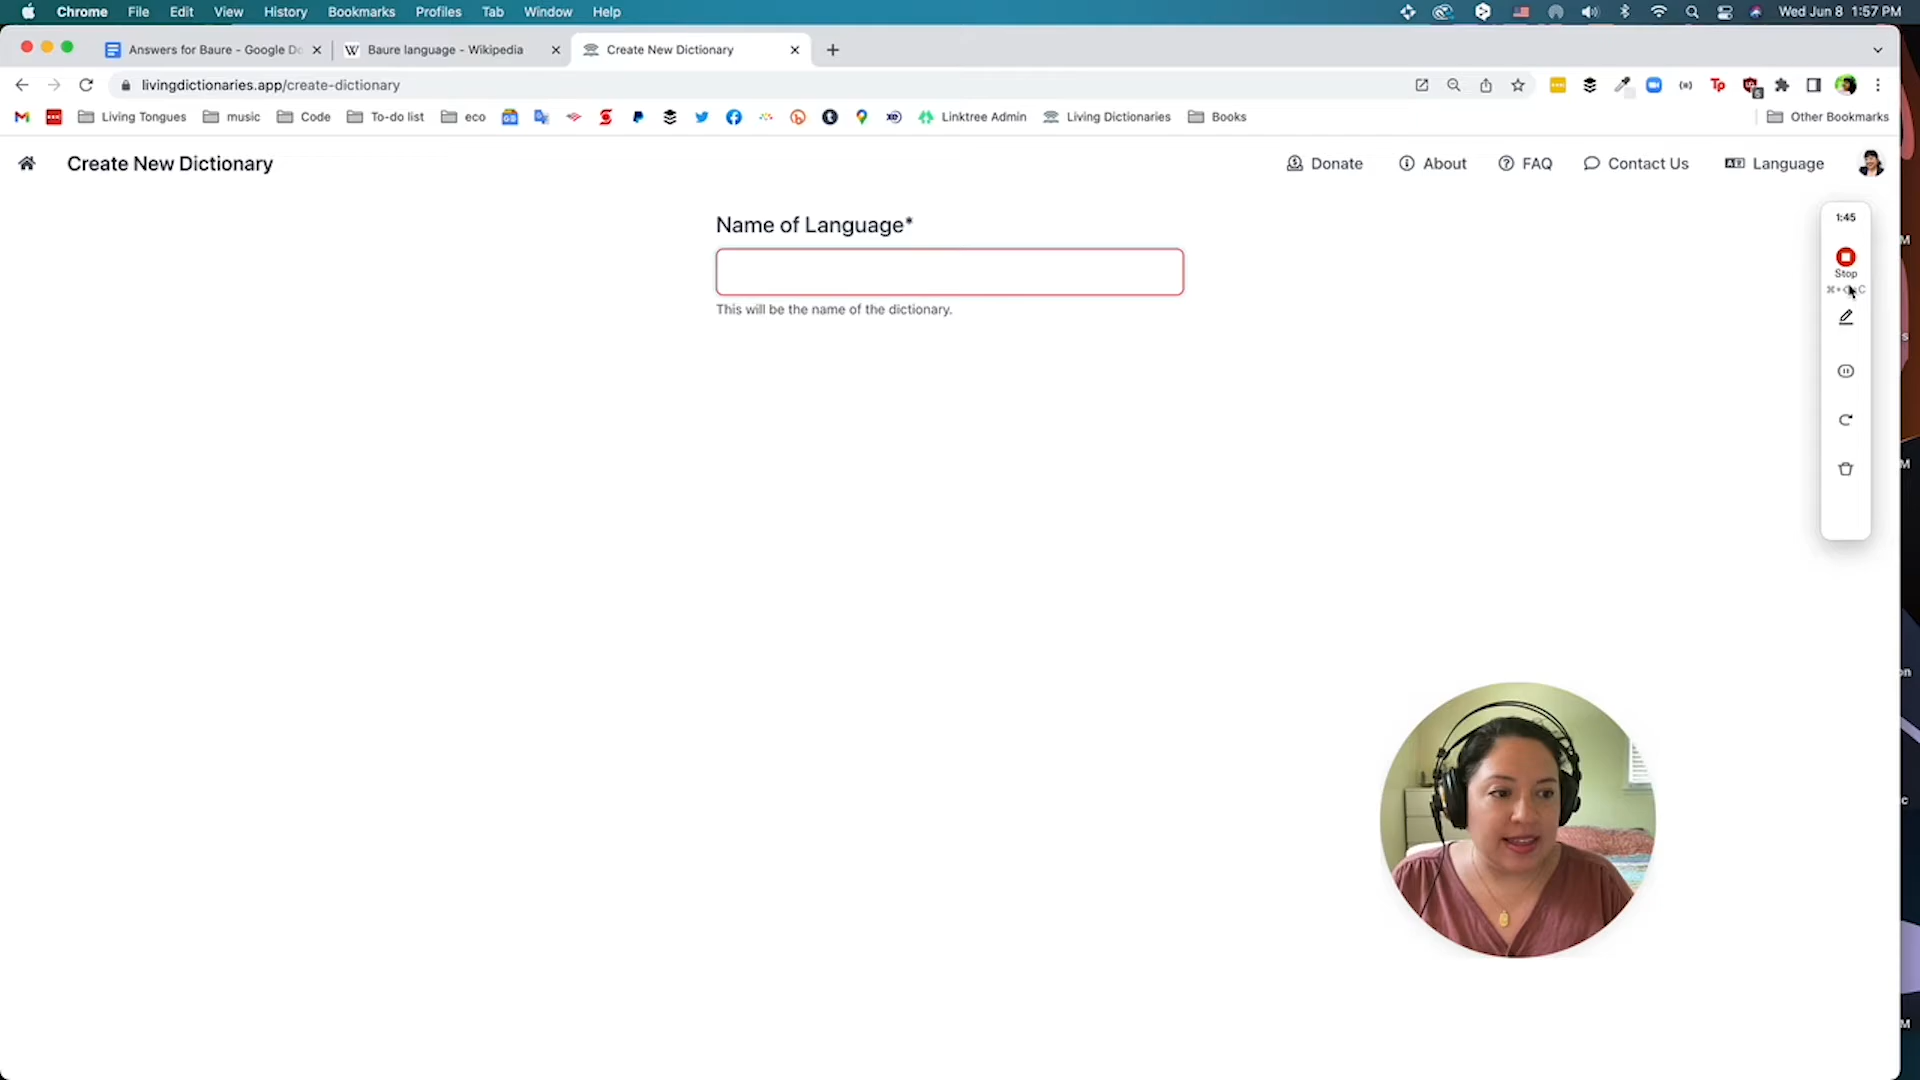 Chrome File Edit View History Bookmarks Profiles Tab Window Help Wed Jun 8 1:57 PM
Answers for Baure - Google Do Baure language - Wikipedia Create New Dictionary
livingdictionaries.app/create-dictionary
Living Tongues music Code To-do list eco Linktree Admin Living Dictionaries Books Other Bookmarks
Create New Dictionary Donate About FAQ Contact Us Language
1:45
Name of Language*
Stop
This will be the name of the dictionary.